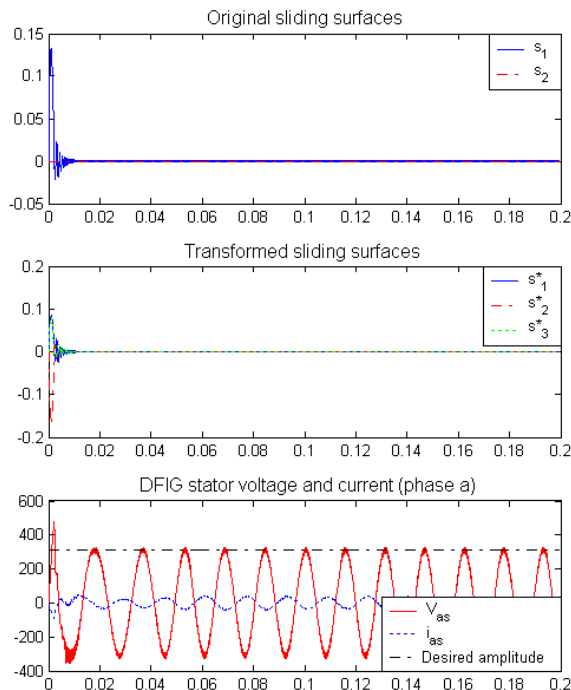 Original sliding surfaces
0.15
0.1
0.05
0
-0.05
s1
s2
0 0.02 0.04 0.06 0.08 0.1 0.12 0.14 0.16 0.18 0.2
Transformed sliding surfaces
0.2
0.1
0
-0.1
-0.2
s*1
s*2
s*3
0 0.02 0.04 0.06 0.08 0.1 0.12 0.14 0.16 0.18 0.2
DFIG stator voltage and current (phase a)
600
400
200
0
-200
-400
Vas
ias
Desired amplitude
0 0.02 0.04 0.06 0.08 0.1 0.12 0.14 0.16 0.18 0.2